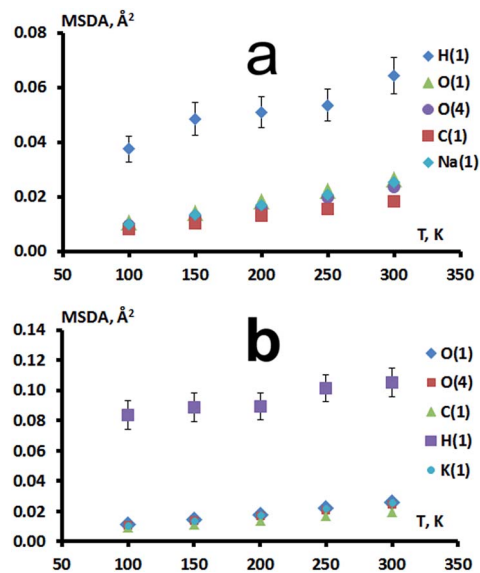 MSDA, Å²
a
0.08
0.06
0.04
0.02
0.00
H(1)
O(1)
O(4)
C(1)
Na(1)
T, K
50 100 150 200 250 300 350
MSDA, Å²
b
0.14
0.12
0.10
0.08
0.06
0.04
0.02
0.00
O(1)
O(4)
C(1)
H(1)
K(1)
T, K
50 100 150 200 250 300 350